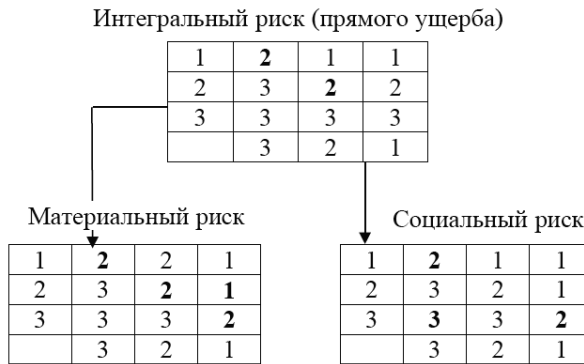 Интегральный риск (прямого ущерба)
1 2 1 1
2 3 2 2
3 3 3 3
3 2 1
Материальный риск
1 2 2 1
2 3 2 1
3 3 3 2
3 2 1
Социальный риск
1 2 1 1
2 3 2 1
3 3 3 2
3 2 1